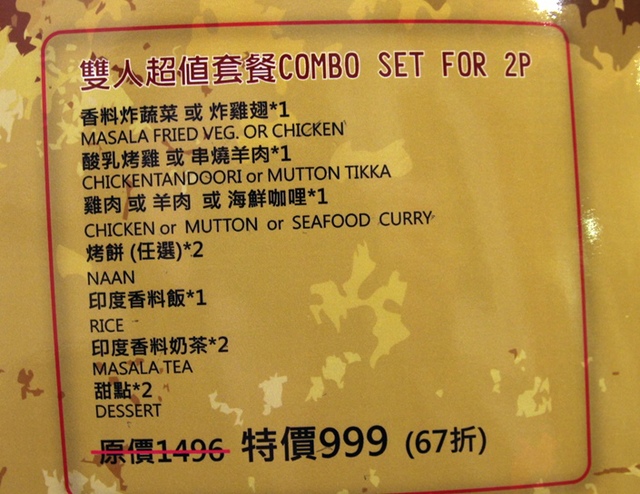 雙人超值套餐COMBO SET FOR 2P
香料炸蔬菜 或 炸雞翅*1
MASALA FRIED VEG. OR CHICKEN
酸乳烤雞 或 串燒羊肉*1
CHICKENTANDOORI or MUTTON TIKKA
雞肉 或 羊肉 或 海鮮咖哩*1
CHICKEN or MUTTON or SEAFOOD CURRY
烤餅 (任選)*2
NAAN
印度香料飯*1
RICE
印度香料奶茶*2
MASALA TEA
甜點*2
DESSERT
原價1496 特價999 (67折)